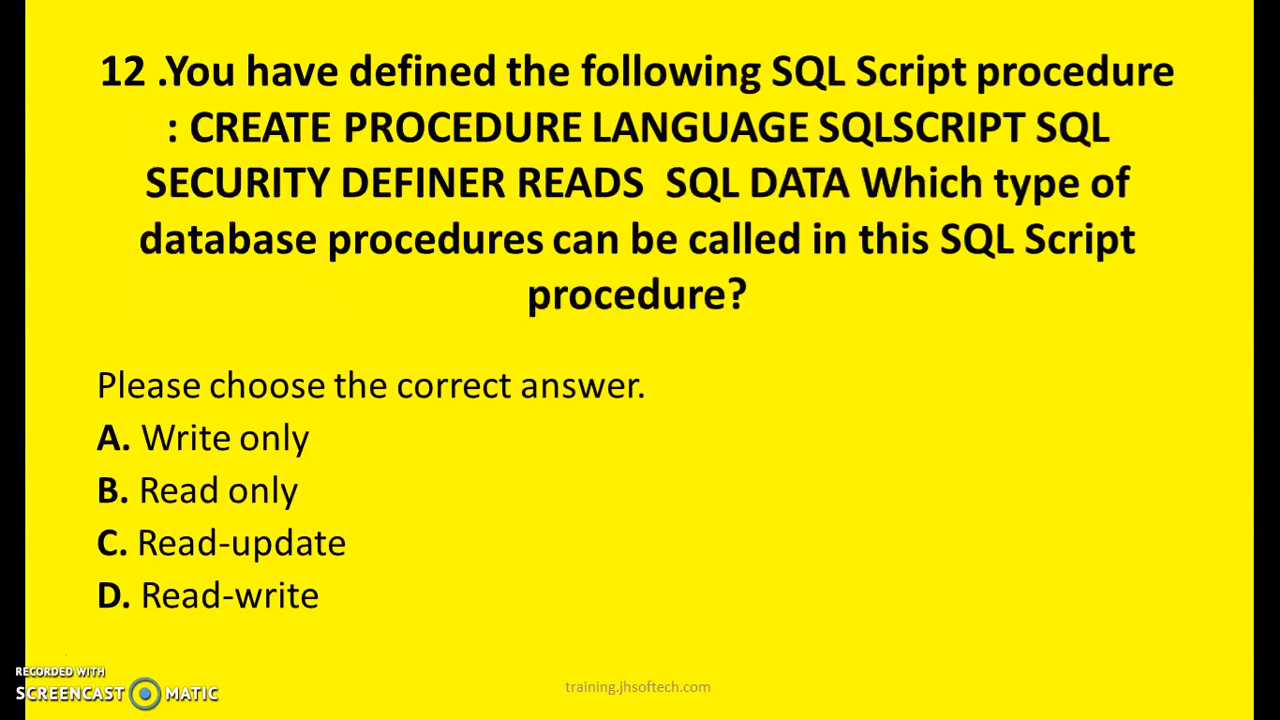 12 .You have defined the following SQL Script procedure
: CREATE PROCEDURE LANGUAGE SQLSCRIPT SQL
SECURITY DEFINER READS  SQL DATA Which type of
database procedures can be called in this SQL Script
procedure?
Please choose the correct answer.
A. Write only
B. Read only
C. Read-update
D. Read-write
RECORDED WITH
SCREENCAST MATIC
training.jhsoftech.com